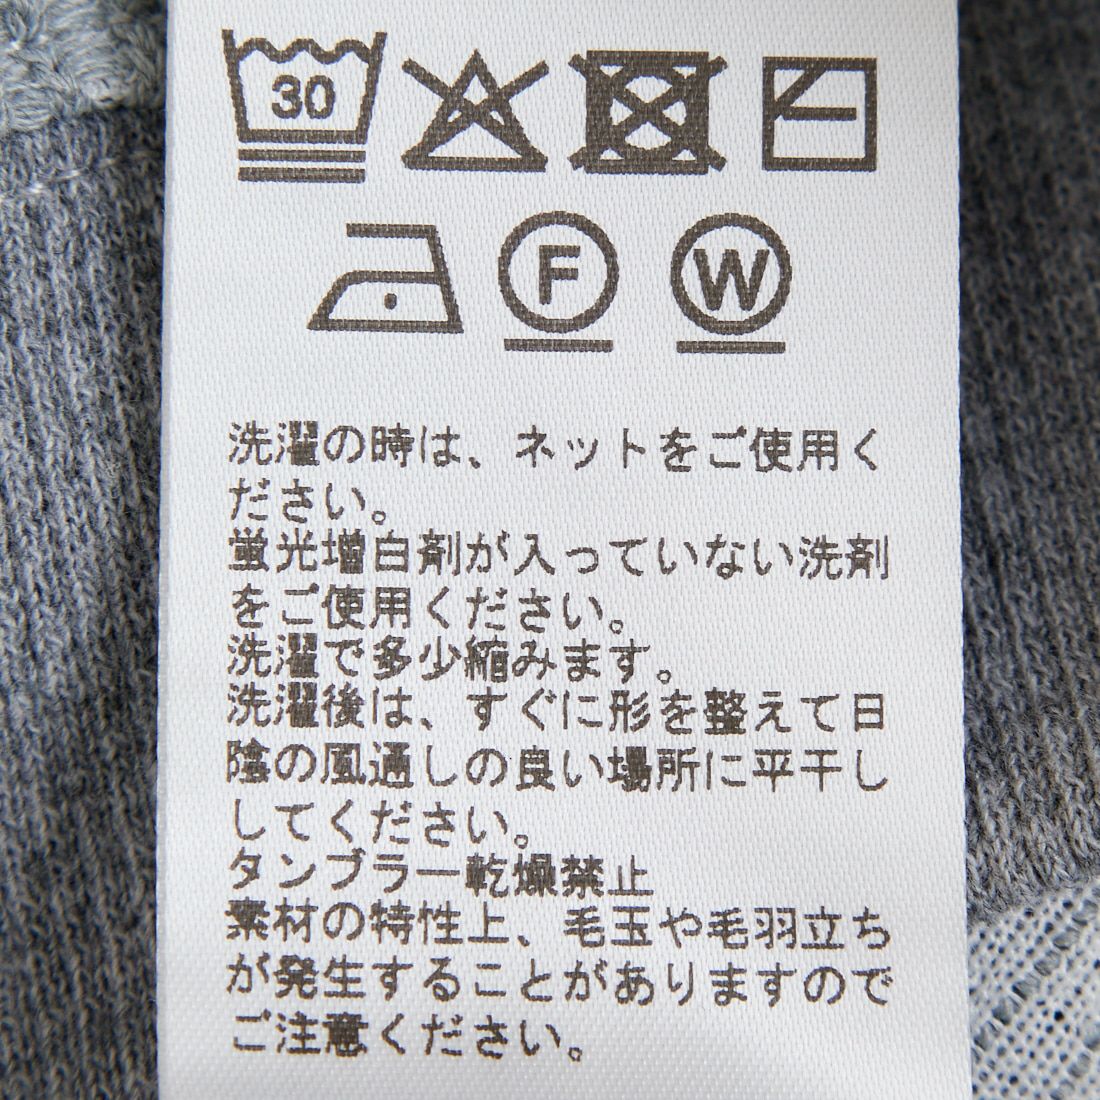 30
F W
洗濯の時は、ネットをご使用く
ださい。
蛍光増白剤が入っていない洗剤
をご使用ください。
洗濯で多少縮みます。
洗濯後は、すぐに形を整えて日
陰の風通しの良い場所に平干し
してください。
タンブラー乾燥禁止
素材の特性上、毛玉や毛羽立ち
が発生することがありますので
ご注意ください。